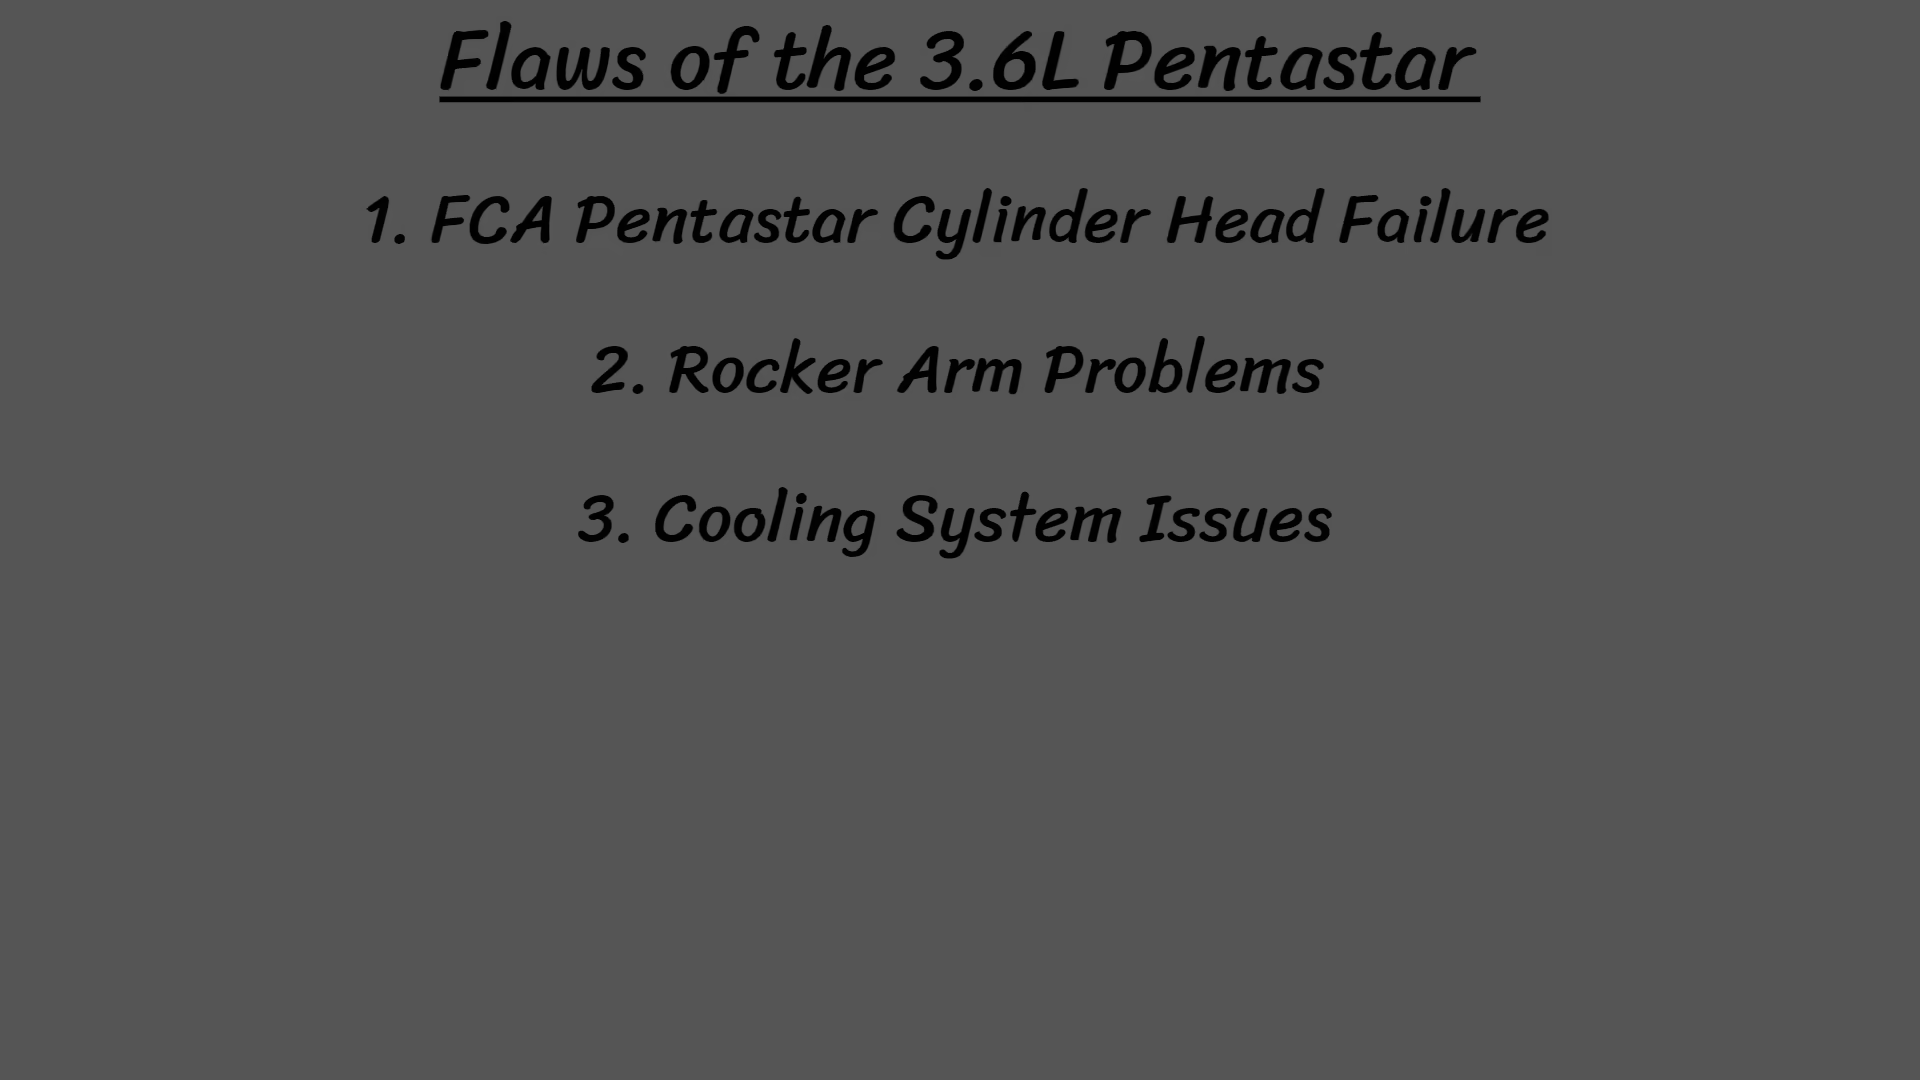 Flaws of the 3.6L Pentastar
1. FCA Pentastar Cylinder Head Failure
2. Rocker Arm Problems
3. Cooling System Issues